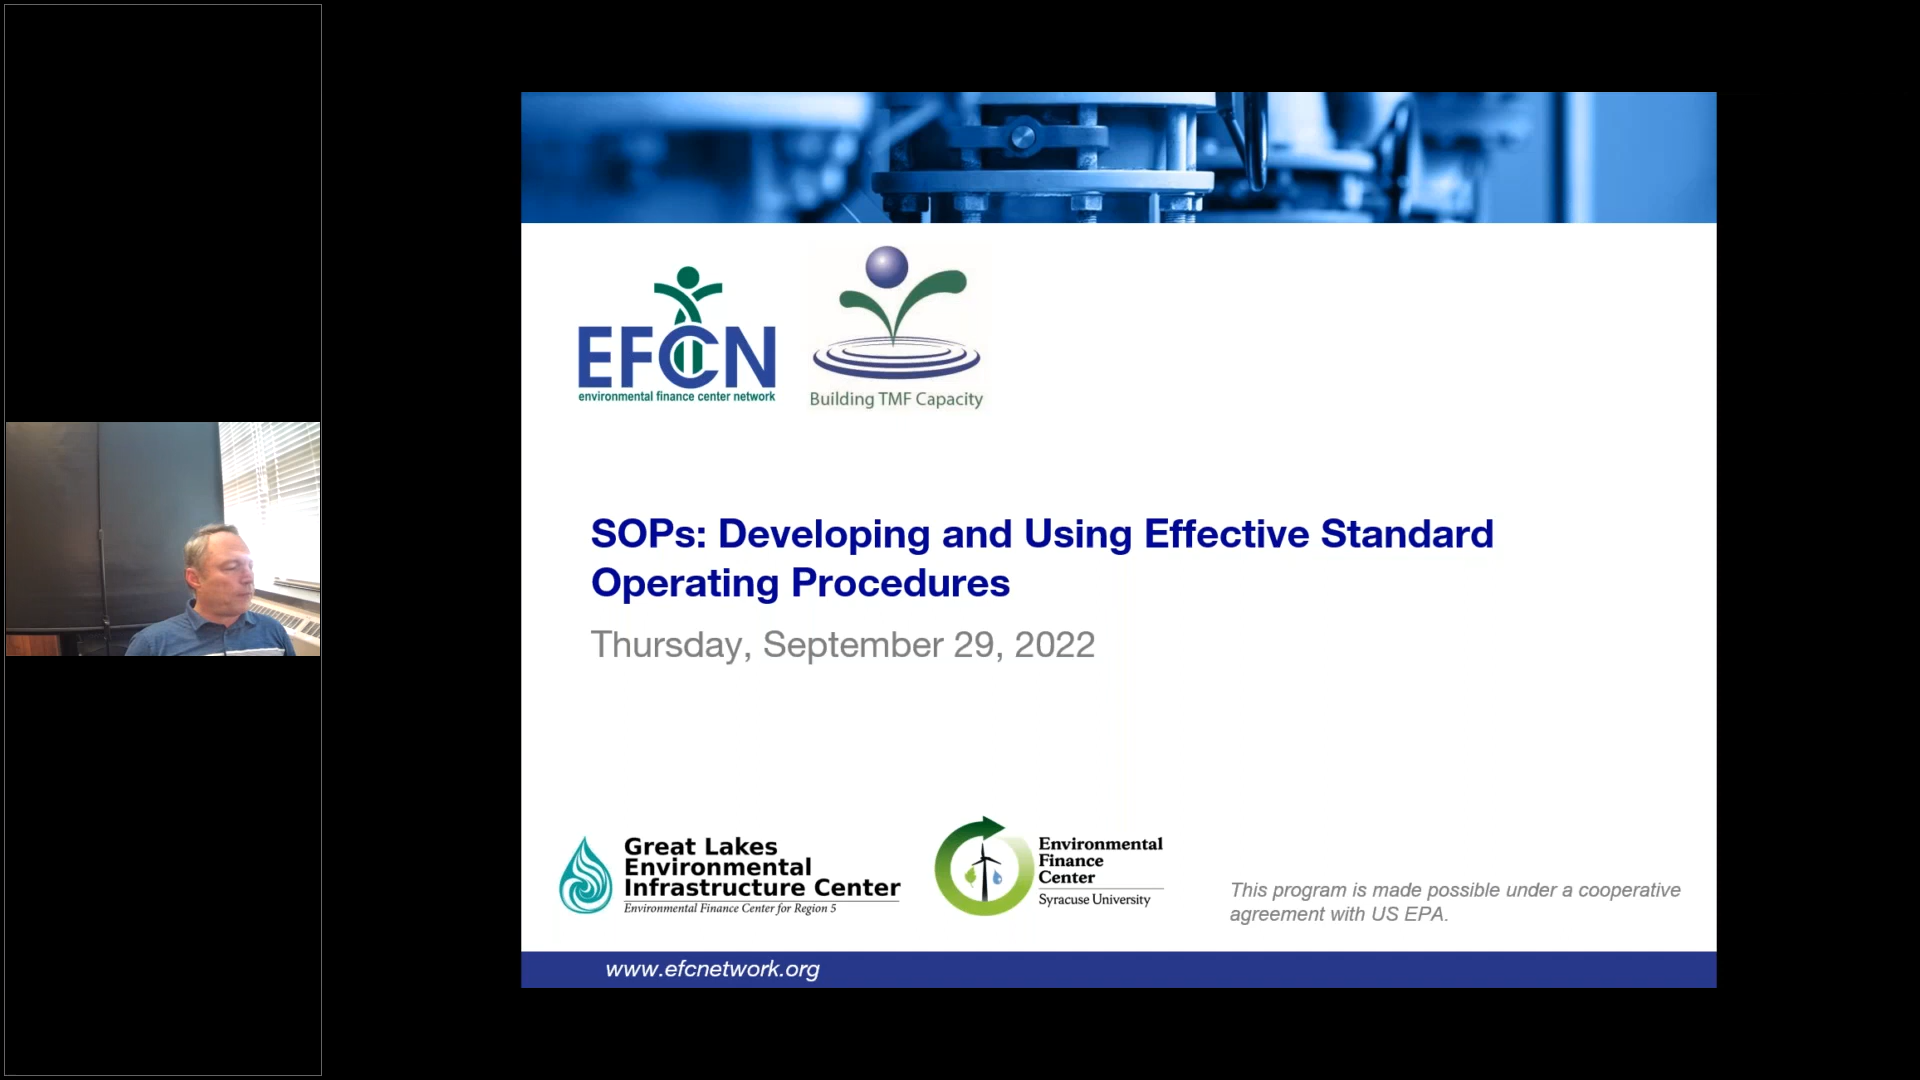 EFCN
environmental finance center network
Building TMF Capacity
SOPs: Developing and Using Effective Standard
Operating Procedures
Thursday, September 29, 2022
Great Lakes
Environmental
Infrastructure Center
Environmental Finance Center for Region 5
Environmental
Finance
Center
Syracuse University
This program is made possible under a cooperative
agreement with US EPA.
www.efcnetwork.org